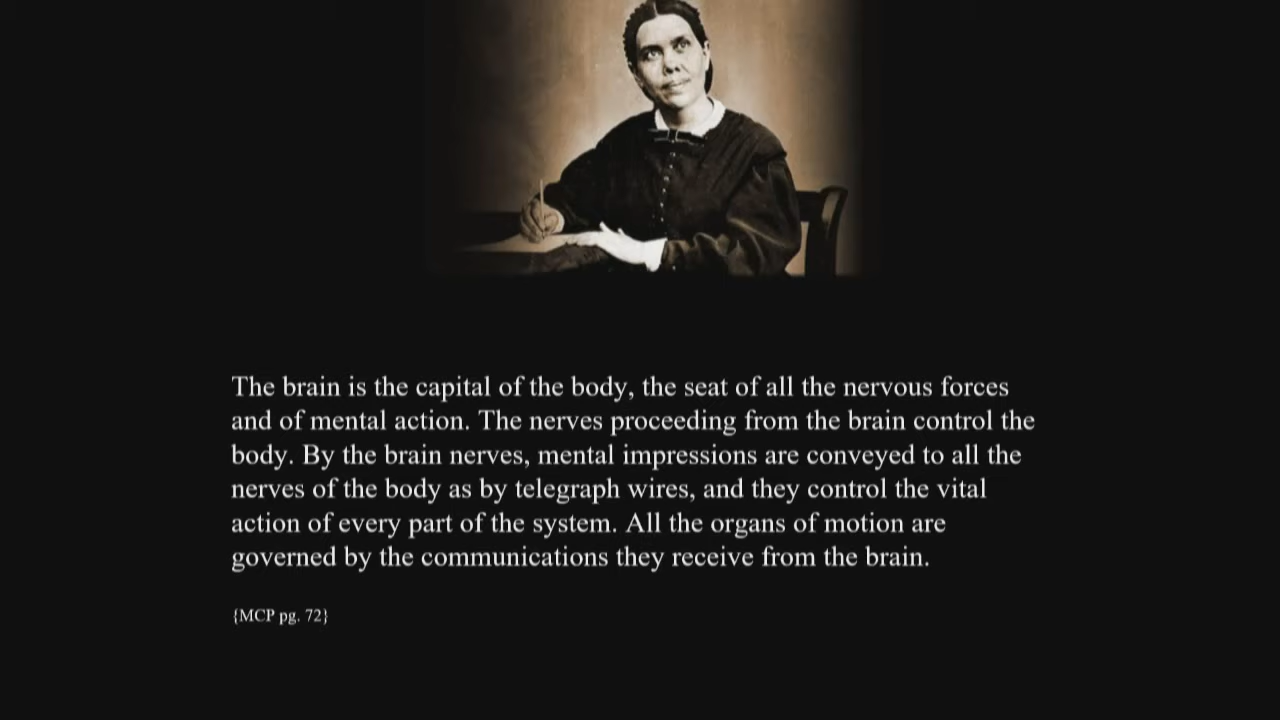 The brain is the capital of the body, the seat of all the nervous forces
and of mental action. The nerves proceeding from the brain control the
body. By the brain nerves, mental impressions are conveyed to all the
nerves of the body as by telegraph wires, and they control the vital
action of every part of the system. All the organs of motion are
governed by the communications they receive from the brain.
{MCP pg. 72}